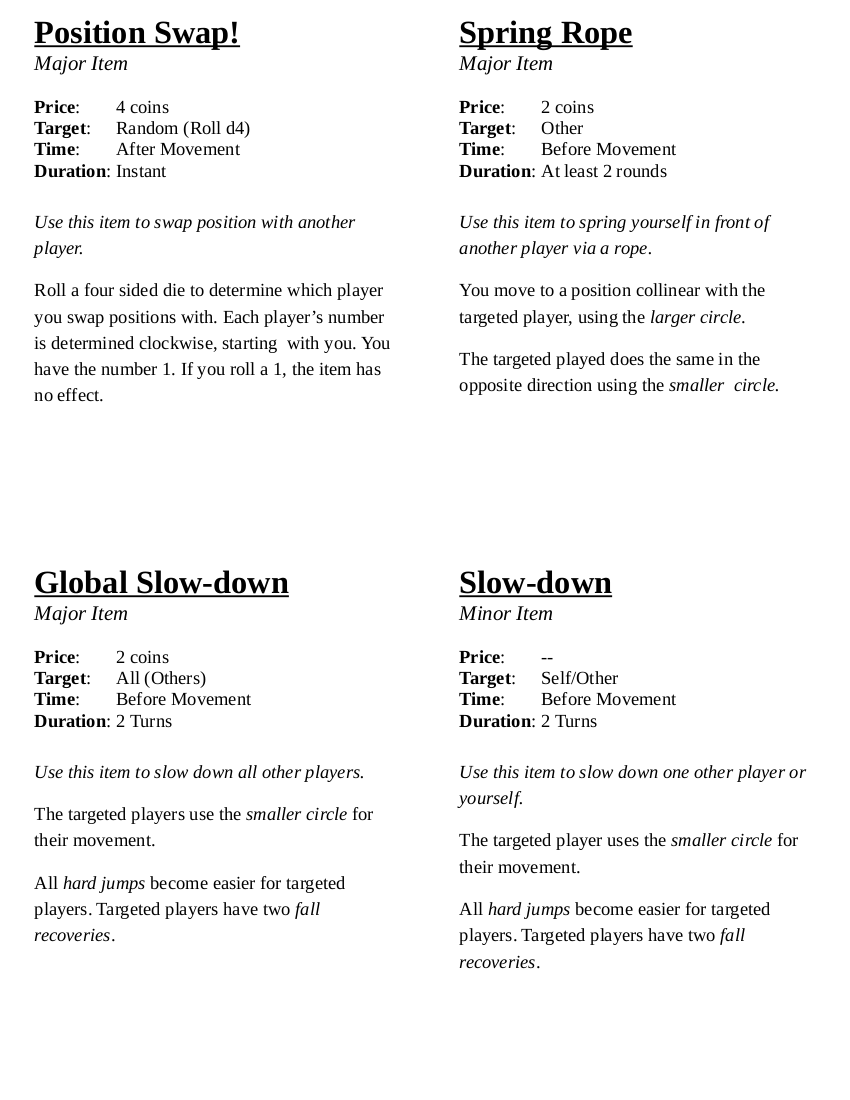 Position Swap!
Major Item
Price: 4 coins
Target: Random (Roll d4)
Time: After Movement
Duration: Instant
Use this item to swap position with another
player.
Roll a four sided die to determine which player
you swap positions with. Each player’s number
is determined clockwise, starting  with you. You
have the number 1. If you roll a 1, the item has
no effect.
Spring Rope
Major Item
Price: 2 coins
Target: Other
Time: Before Movement
Duration: At least 2 rounds
Use this item to spring yourself in front of
another player via a rope.
You move to a position collinear with the
targeted player, using the larger circle.
The targeted played does the same in the
opposite direction using the smaller  circle.
Global Slow-down
Major Item
Price: 2 coins
Target: All (Others)
Time: Before Movement
Duration: 2 Turns
Use this item to slow down all other players.
The targeted players use the smaller circle for
their movement.
All hard jumps become easier for targeted
players. Targeted players have two fall
recoveries.
Slow-down
Minor Item
Price: --
Target: Self/Other
Time: Before Movement
Duration: 2 Turns
Use this item to slow down one other player or
yourself.
The targeted player uses the smaller circle for
their movement.
All hard jumps become easier for targeted
players. Targeted players have two fall
recoveries.